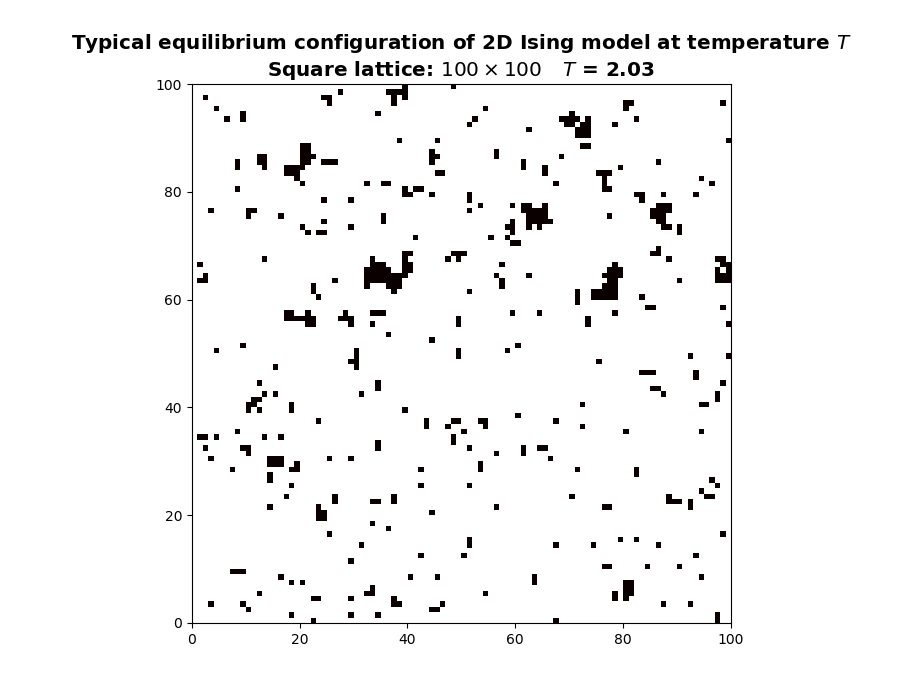 Typical equilibrium configuration of 2D Ising model at temperature T
Square lattice: 100 × 100 T = 2.03
100
80
60
40
20
0
0 20 40 60 80 100